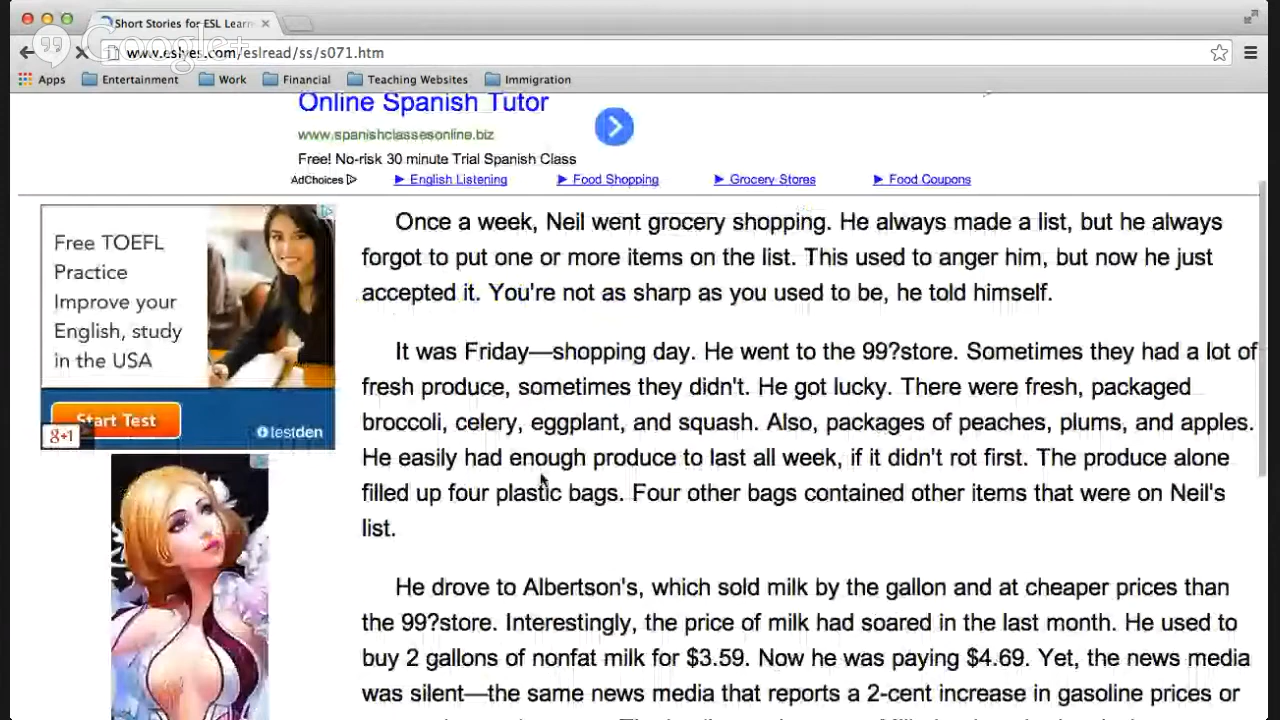 Short Stories for ESL Learn
Google+
www.eslyes.com/eslread/ss/s071.htm
Apps Entertainment Work Financial Teaching Websites Immigration
Online Spanish Tutor
www.spanishclassesonline.biz
Free! No-risk 30 minute Trial Spanish Class
AdChoices English Listening Food Shopping Grocery Stores Food Coupons
Free TOEFL
Practice
Improve your
English, study
in the USA
Start Test
testden
g+1
Once a week, Neil went grocery shopping. He always made a list, but he always
forgot to put one or more items on the list. This used to anger him, but now he just
accepted it. You're not as sharp as you used to be, he told himself.
It was Friday—shopping day. He went to the 99?store. Sometimes they had a lot of
fresh produce, sometimes they didn't. He got lucky. There were fresh, packaged
broccoli, celery, eggplant, and squash. Also, packages of peaches, plums, and apples.
He easily had enough produce to last all week, if it didn't rot first. The produce alone
filled up four plastic bags. Four other bags contained other items that were on Neil's
list.
He drove to Albertson's, which sold milk by the gallon and at cheaper prices than
the 99?store. Interestingly, the price of milk had soared in the last month. He used to
buy 2 gallons of nonfat milk for $3.59. Now he was paying $4.69. Yet, the news media
was silent—the same news media that reports a 2-cent increase in gasoline prices or